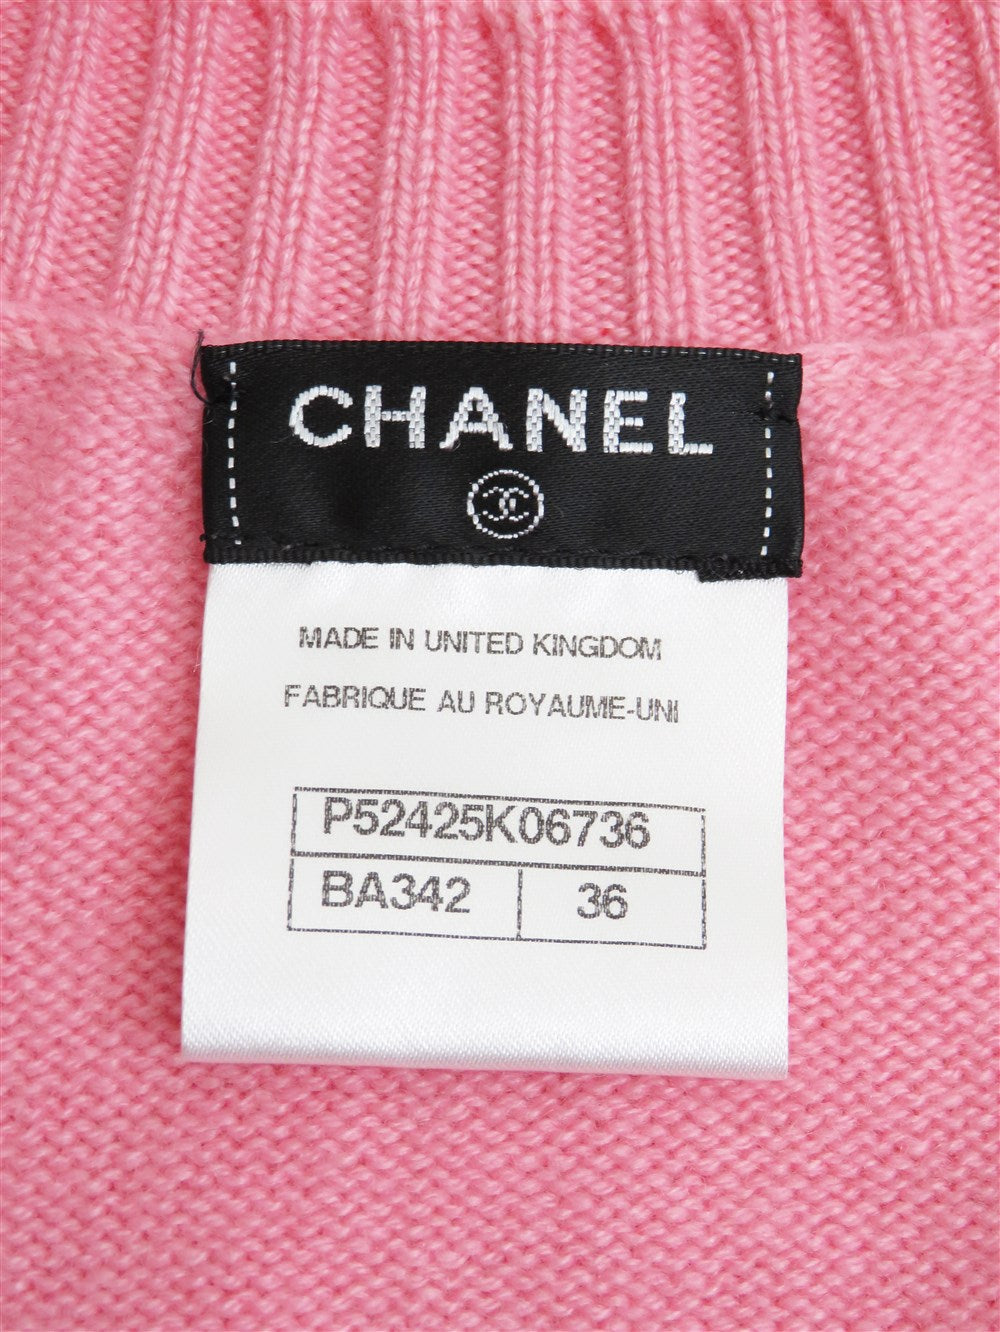 CHANEL
MADE IN UNITED KINGDOM
FABRIQUE AU ROYAUME-UNI
P52425K06736
BA342 36